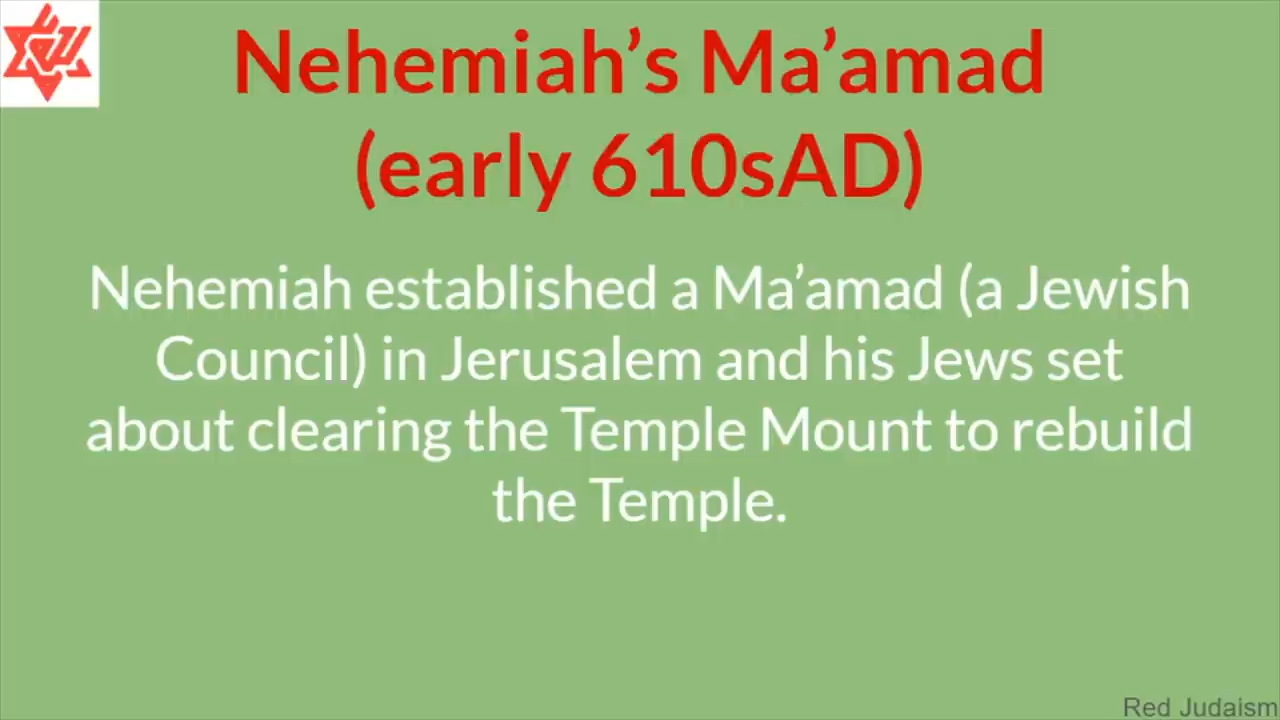 Nehemiah’s Ma’amad
(early 610sAD)
Nehemiah established a Ma’amad (a Jewish
Council) in Jerusalem and his Jews set
about clearing the Temple Mount to rebuild
the Temple.
Red Judaism